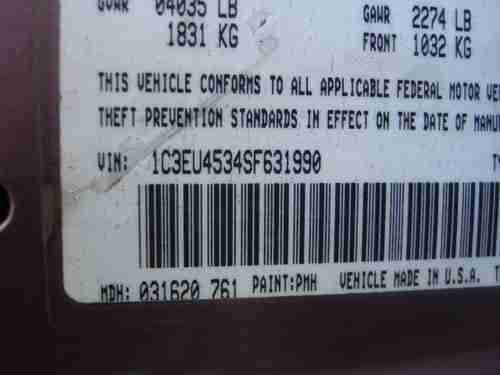 GVWR 04035 LB GAWR 2274 LB
1831 KG FRONT 1032 KG
THIS VEHICLE CONFORMS TO ALL APPLICABLE FEDERAL MOTOR VE
THEFT PREVENTION STANDARDS IN EFFECT ON THE DATE OF MANU
VIN: 1C3EU4534SF631990
MDH: 031620 761 PAINT:PMH VEHICLE MADE IN U.S.A.